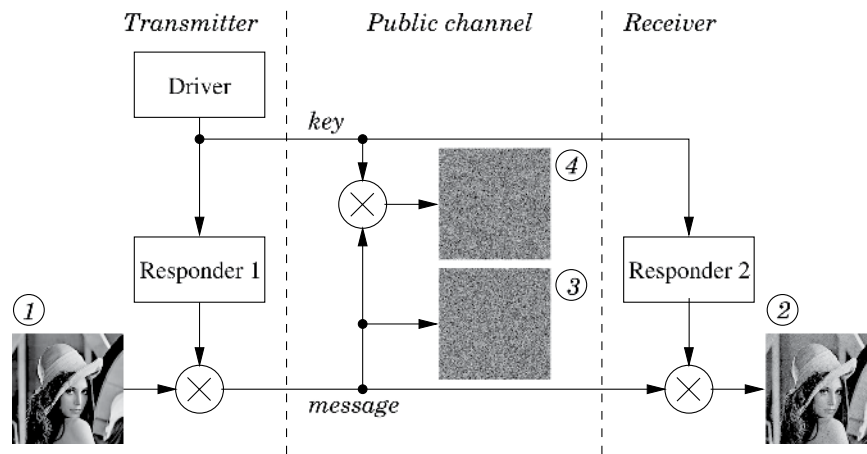 Transmitter
Public channel
Receiver
Driver
key
4
Responder 1
Responder 2
3
1
2
message